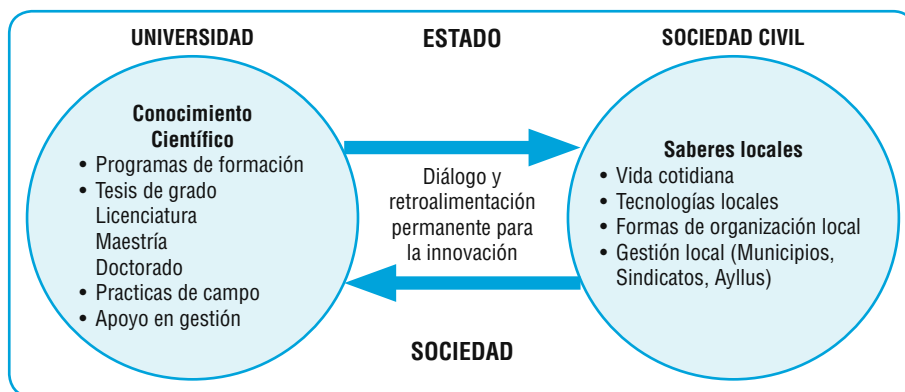 UNIVERSIDAD
ESTADO
SOCIEDAD CIVIL
Conocimiento
Científico
• Programas de formación
• Tesis de grado
Licenciatura
Maestría
Doctorado
• Practicas de campo
• Apoyo en gestión
Diálogo y
retroalimentación
permanente para
la innovación
Saberes locales
• Vida cotidiana
• Tecnologías locales
• Formas de organización local
• Gestión local (Municipios,
Sindicatos, Ayllus)
SOCIEDAD